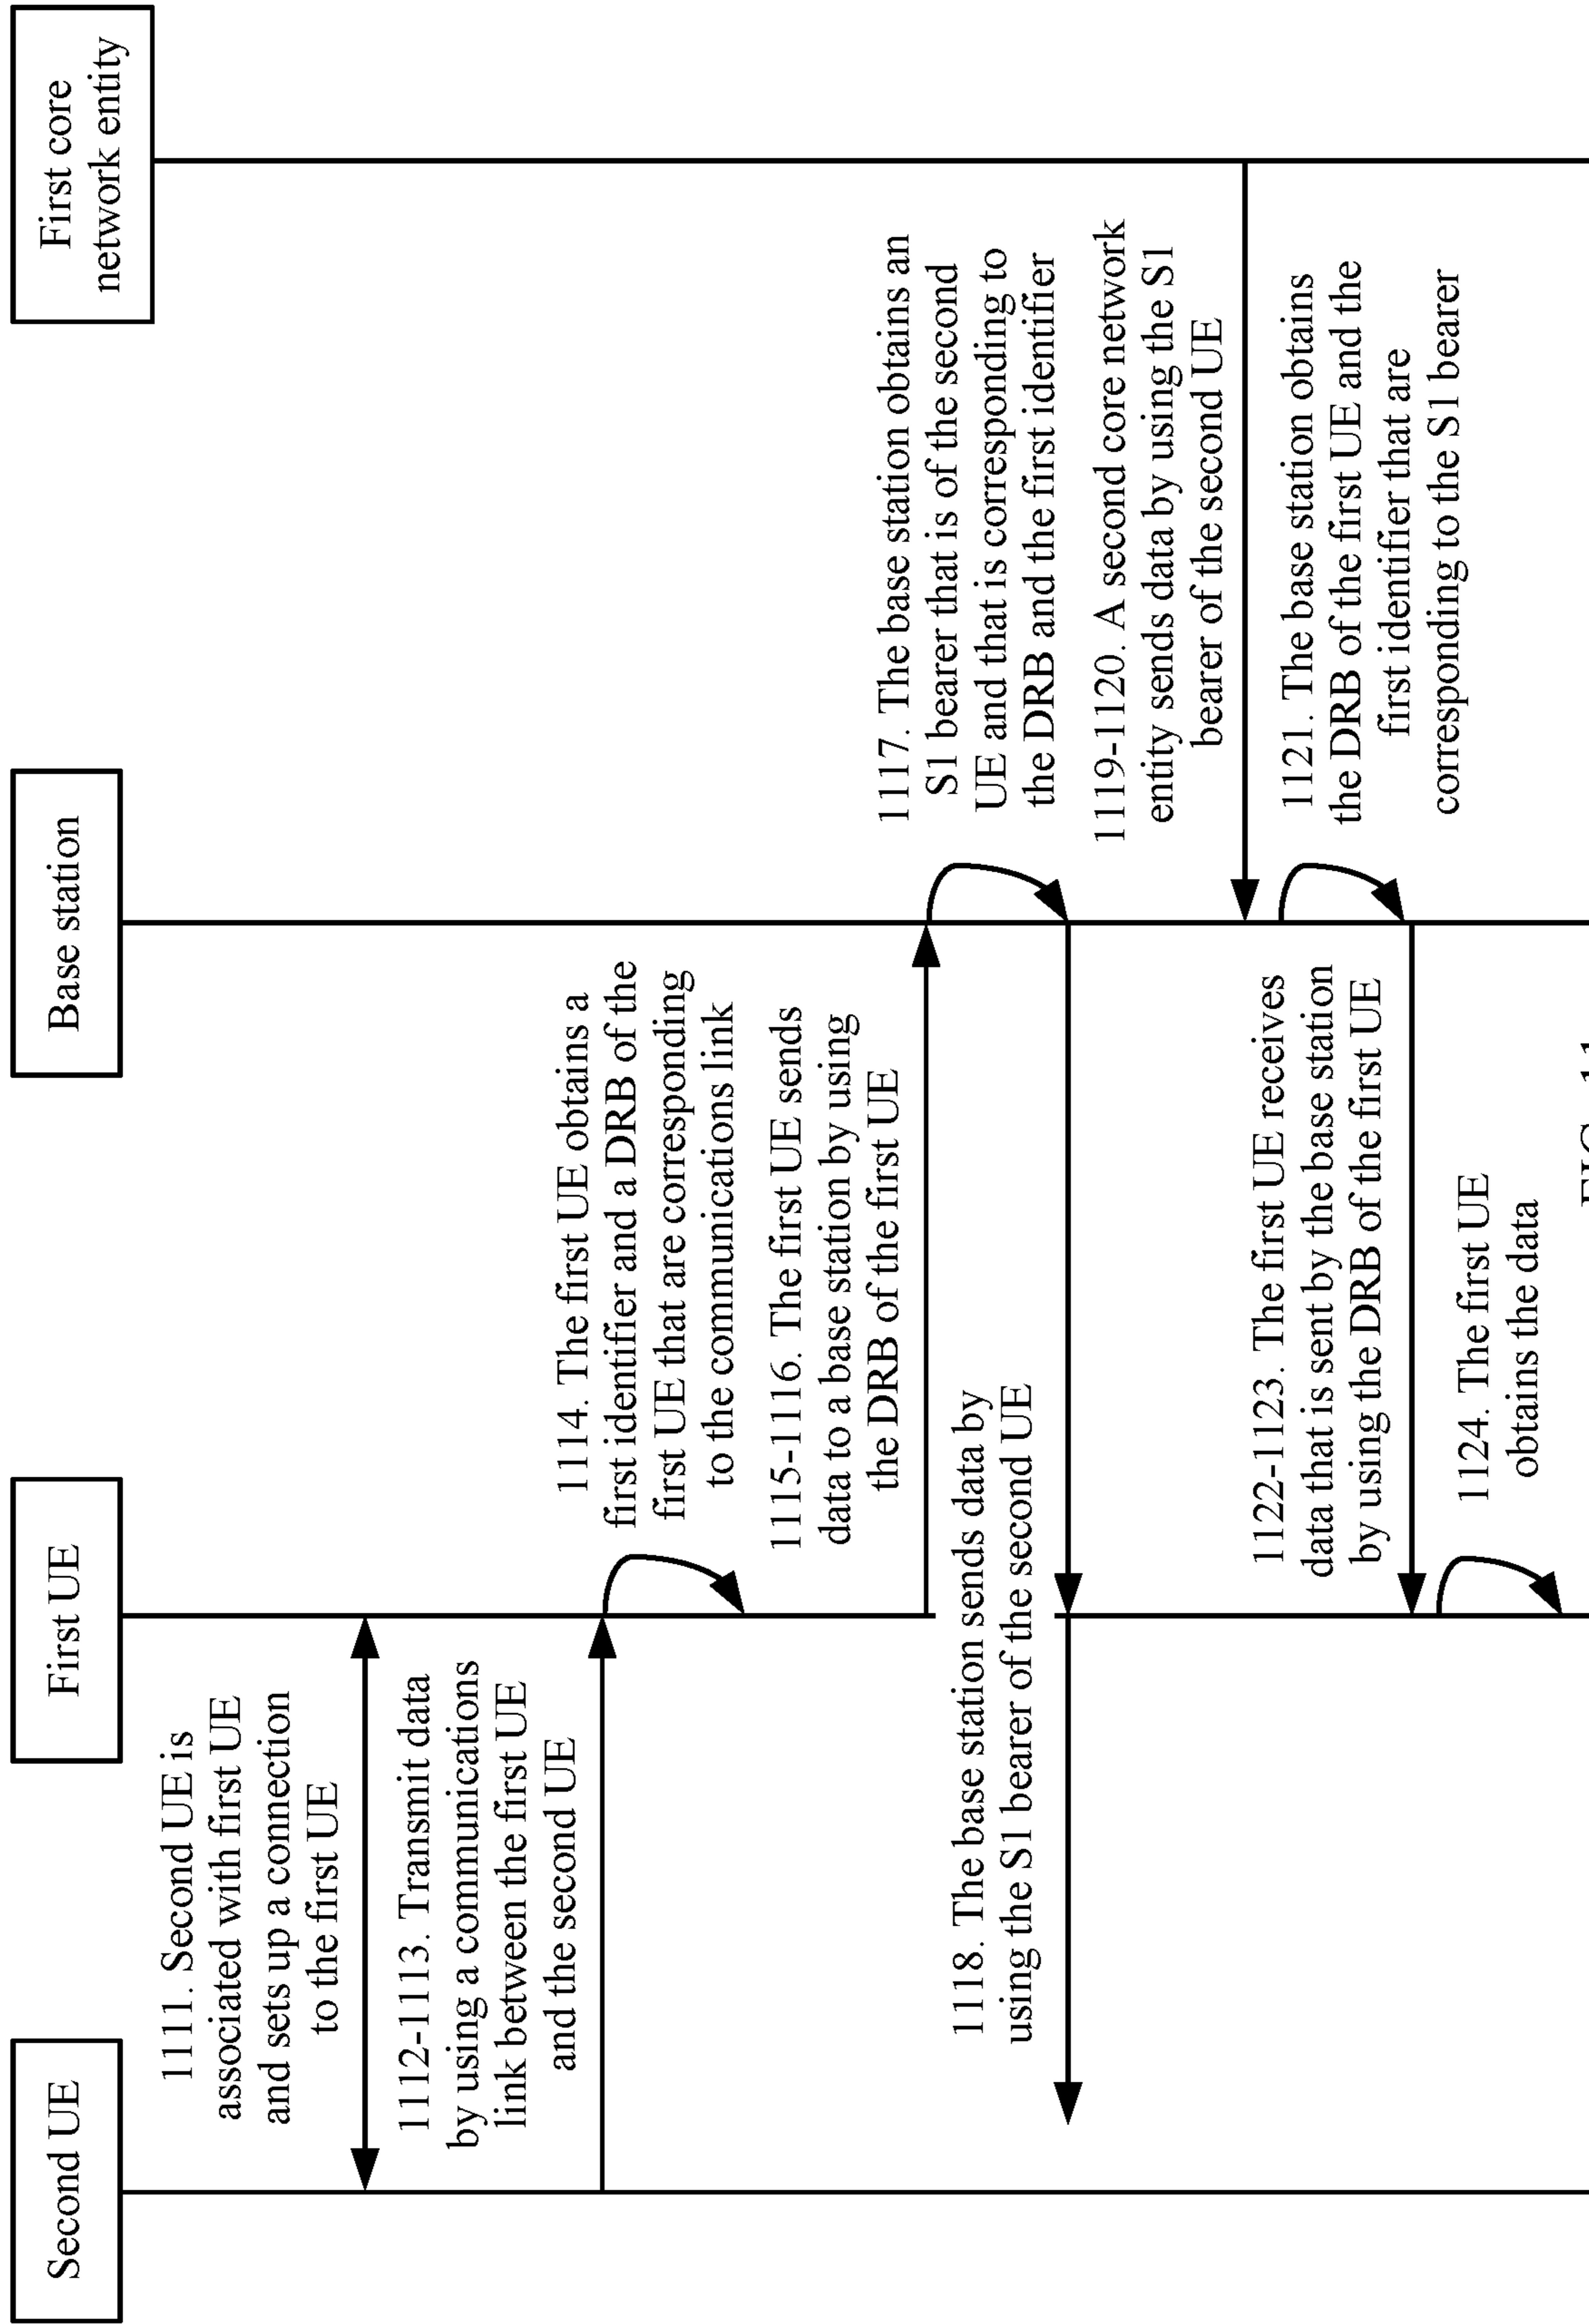 Second UE
First UE
Base station
First core
network entity
1111. Second UE is
associated with first UE
and sets up a connection
to the first UE
1112-1113. Transmit data
by using a communications
link between the first UE
and the second UE
1114. The first UE obtains a
first identifier and a DRB of the
first UE that are corresponding
to the communications link
1115-1116. The first UE sends
data to a base station by using
the DRB of the first UE
1117. The base station obtains an
S1 bearer that is of the second
UE and that is corresponding to
the DRB and the first identifier
1118. The base station sends data by
using the S1 bearer of the second UE
1119-1120. A second core network
entity sends data by using the S1
bearer of the second UE
1121. The base station obtains
the DRB of the first UE and the
first identifier that are
corresponding to the S1 bearer
1122-1123. The first UE receives
data that is sent by the base station
by using the DRB of the first UE
1124. The first UE
obtains the data
FIG. 11